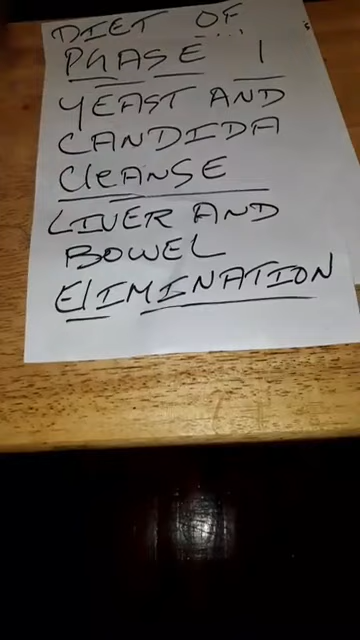 DIET OF
PHASE 1
YEAST AND
CANDIDA
CleANSE
LIVER AND
BOWEL
ElIMINATION